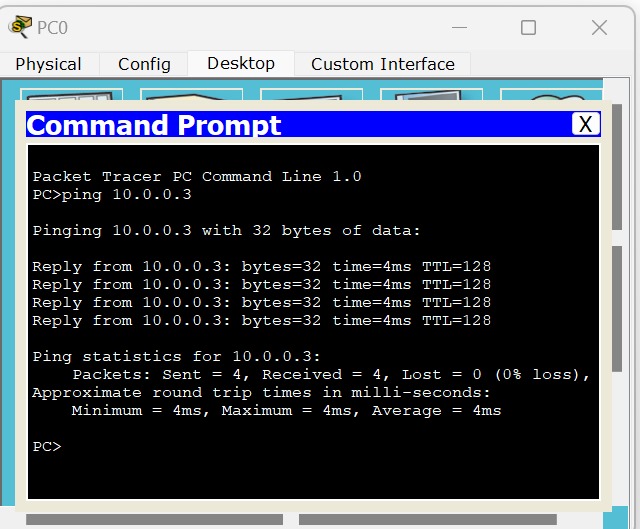 PC0
Physical Config Desktop Custom Interface
Command Prompt X
Packet Tracer PC Command Line 1.0
PC>ping 10.0.0.3
Pinging 10.0.0.3 with 32 bytes of data:
Reply from 10.0.0.3: bytes=32 time=4ms TTL=128
Reply from 10.0.0.3: bytes=32 time=4ms TTL=128
Reply from 10.0.0.3: bytes=32 time=4ms TTL=128
Reply from 10.0.0.3: bytes=32 time=4ms TTL=128
Ping statistics for 10.0.0.3:
    Packets: Sent = 4, Received = 4, Lost = 0 (0% loss),
Approximate round trip times in milli-seconds:
    Minimum = 4ms, Maximum = 4ms, Average = 4ms
PC>